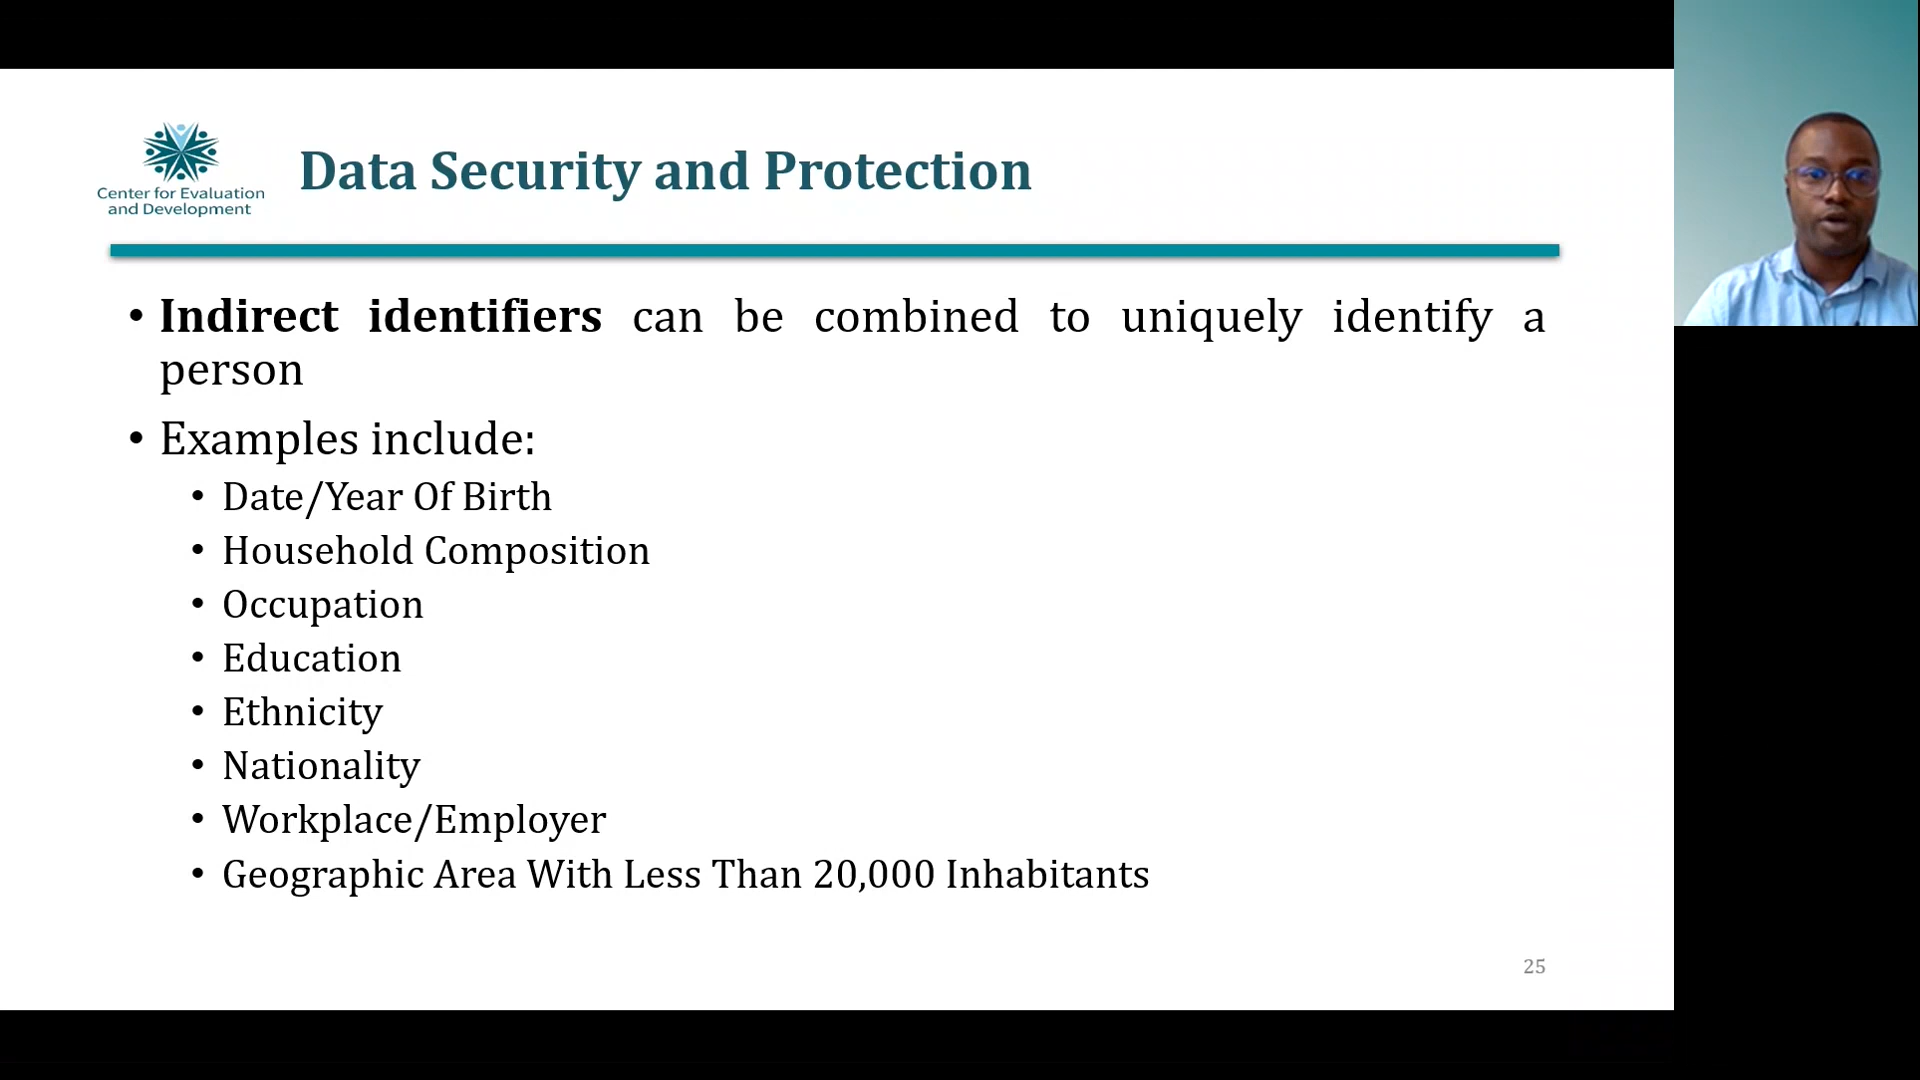 Center for Evaluation
and Development
Data Security and Protection
• Indirect identifiers can be combined to uniquely identify a
person
• Examples include:
• Date/Year Of Birth
• Household Composition
• Occupation
• Education
• Ethnicity
• Nationality
• Workplace/Employer
• Geographic Area With Less Than 20,000 Inhabitants
25